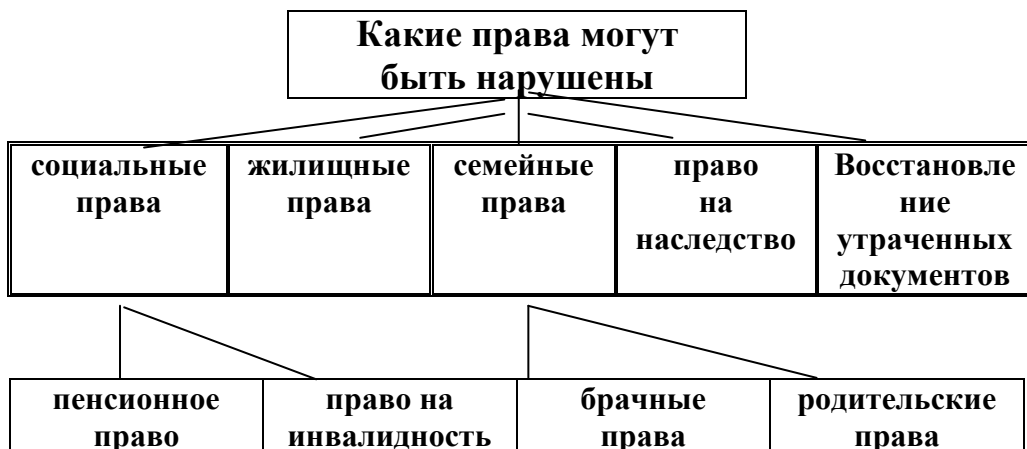 Какие права могут
быть нарушены
социальные
права
жилищные
права
семейные
права
право
на
наследство
Восстановле
ние
утраченных
документов
пенсионное
право
право на
инвалидность
брачные
права
родительские
права